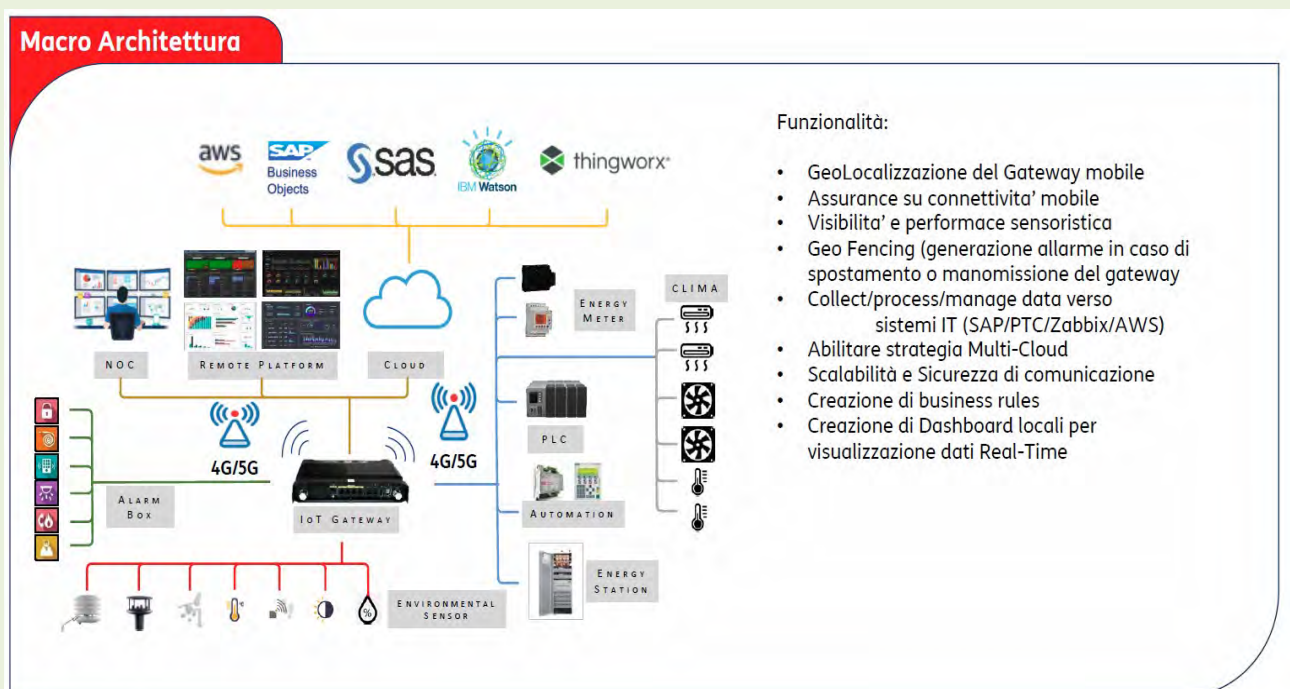 Macro Architettura
aws
SAP
Business
Objects
sas
IBM Watson
thingworx
NOC
REMOTE PLATFORM
CLOUD
4G/5G
4G/5G
ALARM
BOX
IOT GATEWAY
ENVIRONMENTAL
SENSOR
%
ENERGY
METER
CLIMA
PLC
AUTOMATION
ENERGY
STATION
Funzionalità:
• GeoLocalizzazione del Gateway mobile
• Assurance su connettivita' mobile
• Visibilita' e performace sensoristica
• Geo Fencing (generazione allarme in caso di
spostamento o manomissione del gateway
• Collect/process/manage data verso
sistemi IT (SAP/PTC/Zabbix/AWS)
• Abilitare strategia Multi-Cloud
• Scalabilità e Sicurezza di comunicazione
• Creazione di business rules
• Creazione di Dashboard locali per
visualizzazione dati Real-Time